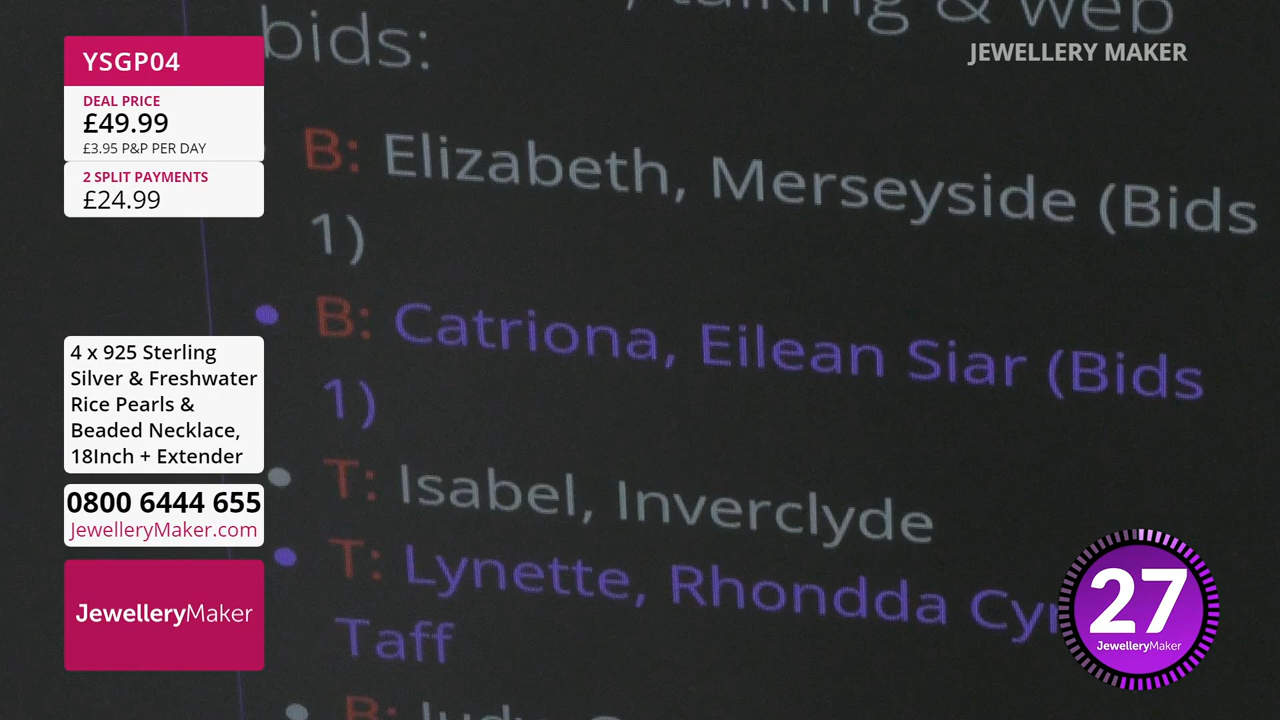 YSGP04
DEAL PRICE
£49.99
£3.95 P&P PER DAY
2 SPLIT PAYMENTS
£24.99
4 x 925 Sterling
Silver & Freshwater
Rice Pearls &
Beaded Necklace,
18Inch + Extender
0800 6444 655
JewelleryMaker.com
JewelleryMaker
JEWELLERY MAKER
& web
bids:
B: Elizabeth, Merseyside (Bids
1)
B: Catriona, Eilean Siar (Bids
1)
T: Isabel, Inverclyde
T: Lynette, Rhondda
Taff
B:
27
JewelleryMaker